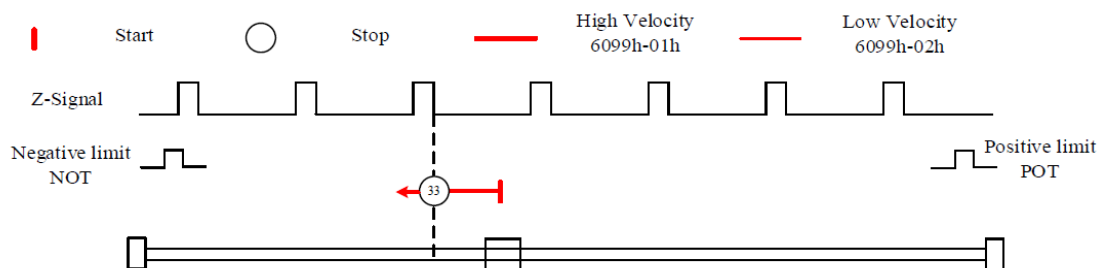 Start
Stop
High Velocity
6099h-01h
Low Velocity
6099h-02h
Z-Signal
Negative limit
NOT
Positive limit
POT
33